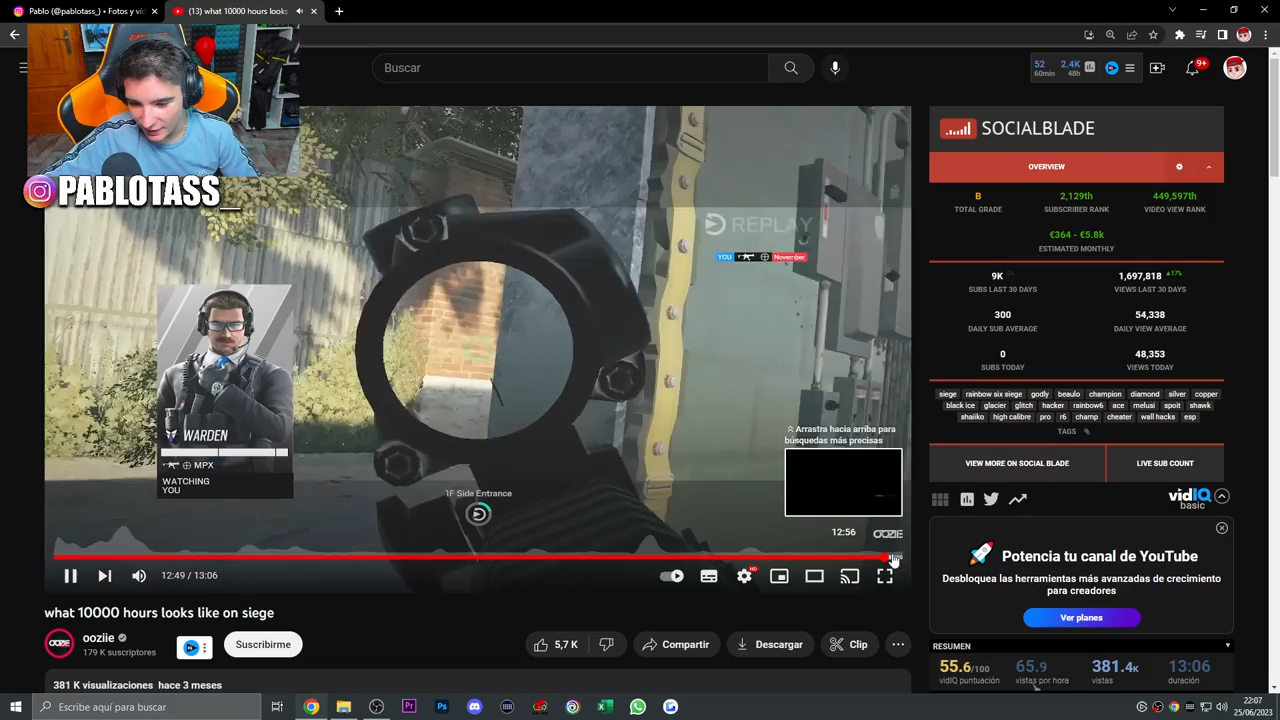 Pablo (@pablotass_) • Fotos y vi
(13) what 10000 hours looks
Buscar
52
60min
2.4K
48h
9+
PABLOTASS_
REPLAY
YOU
November
WARDEN
MPX
WATCHING
YOU
1F Side Entrance
Arrastra hacia arriba para
búsquedas más precisas
12:56
OOZIE
12:49 / 13:06
HD
what 10000 hours looks like on siege
OOZIE
ooziie
179 K suscriptores
Suscribirme
5,7 K
Compartir
Descargar
Clip
381 K visualizaciones hace 3 meses
SOCIALBLADE
OVERVIEW
B
TOTAL GRADE
2,129th
SUBSCRIBER RANK
449,597th
VIDEO VIEW RANK
€364 - €5.8k
ESTIMATED MONTHLY
9K 0%
SUBS LAST 30 DAYS
1,697,818 ▲17%
VIEWS LAST 30 DAYS
300
DAILY SUB AVERAGE
54,338
DAILY VIEW AVERAGE
0
SUBS TODAY
48,353
VIEWS TODAY
siege rainbow six siege godly beaulo champion diamond silver copper
black ice glacier glitch hacker rainbow6 ace melusi spoit shawk
shaiiko high calibre pro r6 champ cheater wall hacks esp
TAGS
VIEW MORE ON SOCIAL BLADE
LIVE SUB COUNT
vidIQ
basic
Potencia tu canal de YouTube
Desbloquea las herramientas más avanzadas de crecimiento
para creadores
Ver planes
RESUMEN
55.6/100
vidIQ puntuación
65.9
vistas por hora
381.4K
vistas
13:06
duración
Escribe aquí para buscar
22:07
25/06/2023